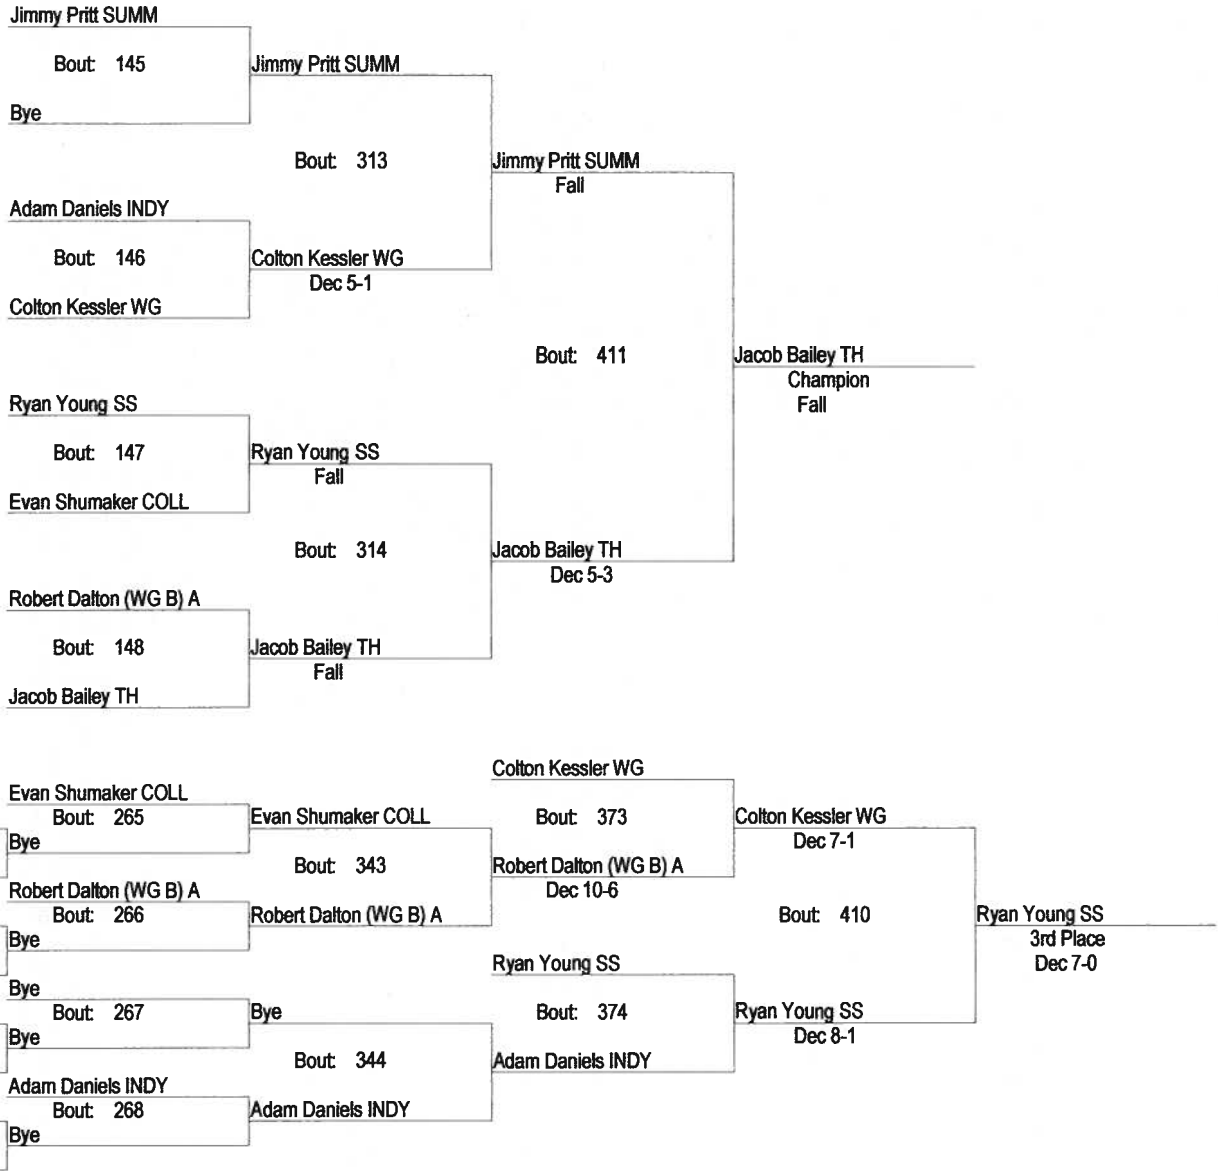 Jimmy Pritt SUMM
Bout: 145
Jimmy Pritt SUMM
Bye
Bout: 313
Jimmy Pritt SUMM
Fall
Adam Daniels INDY
Bout: 146
Colton Kessler WG
Dec 5-1
Colton Kessler WG
Bout: 411
Jacob Bailey TH
Champion
Fall
Ryan Young SS
Bout: 147
Ryan Young SS
Fall
Evan Shumaker COLL
Bout: 314
Jacob Bailey TH
Dec 5-3
Robert Dalton (WG B) A
Bout: 148
Jacob Bailey TH
Fall
Jacob Bailey TH
Colton Kessler WG
Evan Shumaker COLL
Bout: 265
Evan Shumaker COLL
Bout: 373
Colton Kessler WG
Dec 7-1
Bye
Bout: 343
Robert Dalton (WG B) A
Dec 10-6
Robert Dalton (WG B) A
Bout: 266
Robert Dalton (WG B) A
Bout: 410
Ryan Young SS
3rd Place
Dec 7-0
Bye
Ryan Young SS
Bye
Bout: 267
Bye
Bout: 374
Ryan Young SS
Dec 8-1
Bye
Bout: 344
Adam Daniels INDY
Adam Daniels INDY
Bout: 268
Adam Daniels INDY
Bye